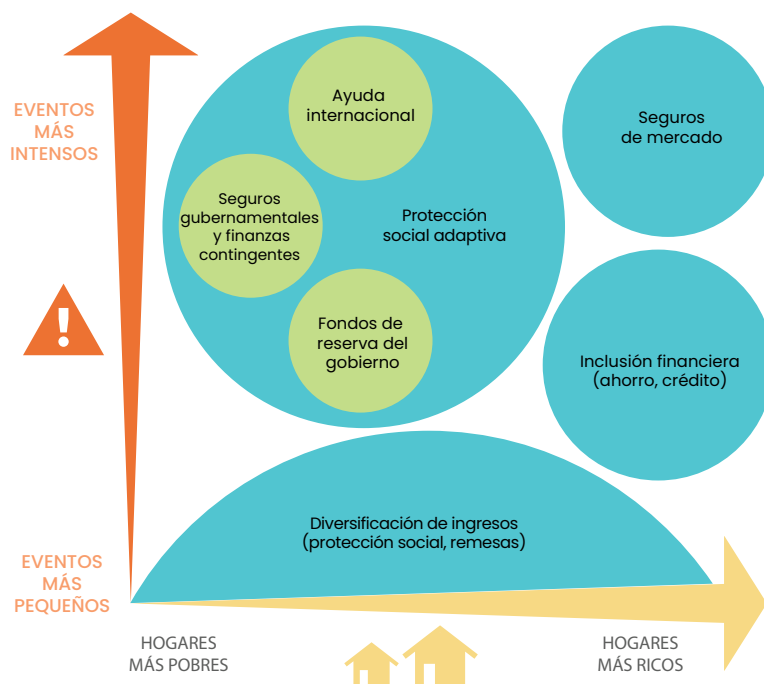 EVENTOS
MÁS
INTENSOS
Ayuda
internacional
Seguros
de mercado
Seguros
gubernamentales
y finanzas
contingentes
Protección
social adaptiva
!
Fondos de
reserva del
gobierno
Inclusión financiera
(ahorro, crédito)
Diversificación de ingresos
(protección social, remesas)
EVENTOS
MÁS
PEQUEÑOS
HOGARES
MÁS POBRES
HOGARES
MÁS RICOS